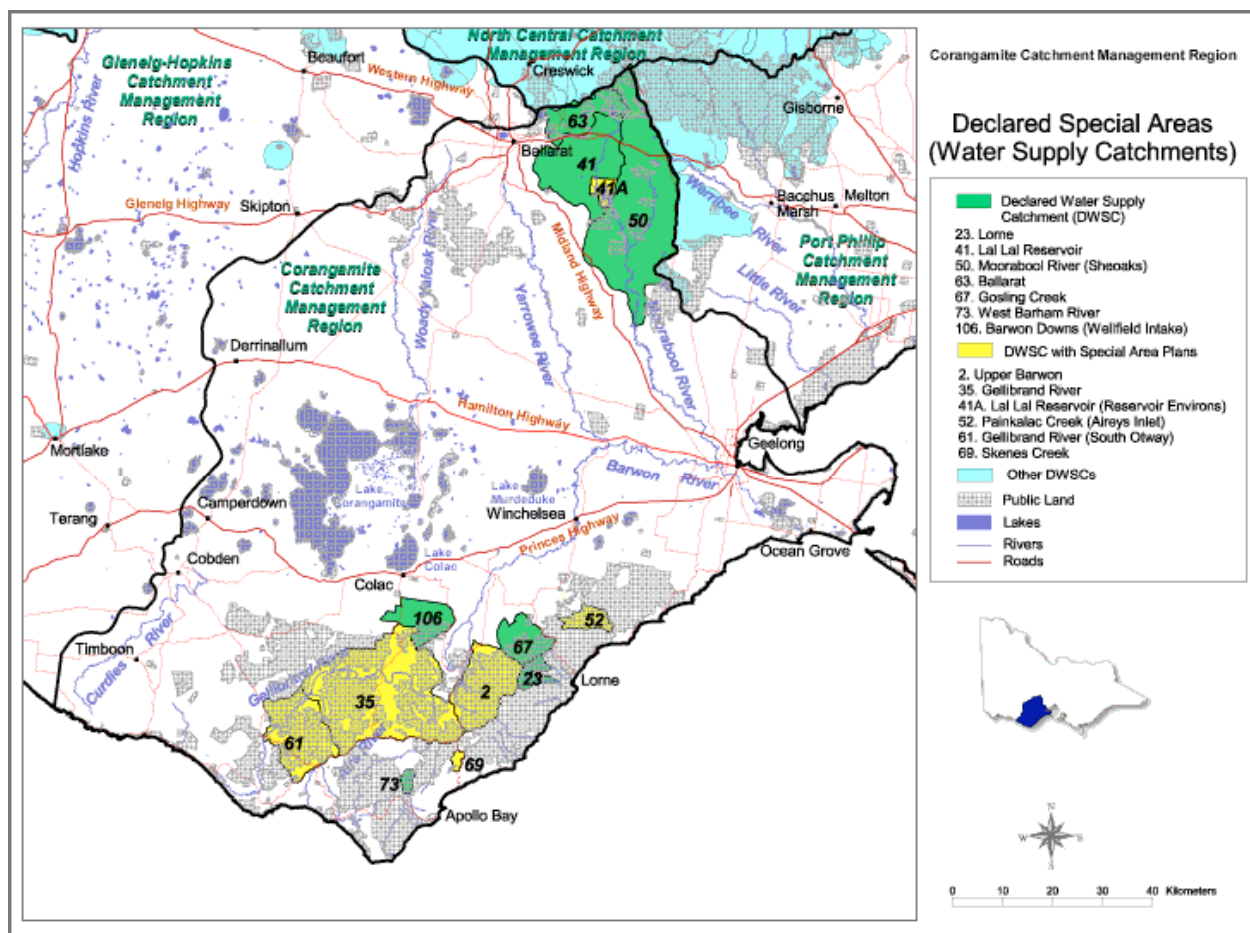 North Central Catchment
Management Region
Glenelg-Hopkins
Catchment
Management
Region
Beaufort
Western Highway
Creswick
Gisborne
Hopkins River
63
Ballarat
41
41A
50
Werribee River
Bacchus
Marsh
Melton
Glenelg Highway
Skipton
Port Phillip
Catchment
Management
Region
Corangamite
Catchment
Management
Region
Woady Yaloak River
Yarrowee River
Midland Highway
Little River
Moorabool River
Derrinallum
Hamilton Highway
Mortlake
Geelong
Barwon River
Lake
Corangamite
Lake
Murdeduke
Camperdown
Terang
Winchelsea
Princes Highway
Ocean Grove
Cobden
Lake
Colac
Colac
106
52
67
Timboon
Curdies River
23
Lorne
2
35
61
69
73
Apollo Bay
Corangamite Catchment Management Region
Declared Special Areas
(Water Supply Catchments)
Declared Water Supply
Catchment (DWSC)
23. Lorne
41. Lal Lal Reservoir
50. Moorabool River (Sheoaks)
63. Ballarat
67. Gosling Creek
73. West Barham River
106. Barwon Downs (Wellfield Intake)
DWSC with Special Area Plans
2. Upper Barwon
35. Gellibrand River
41A. Lal Lal Reservoir (Reservoir Environs)
52. Painkalac Creek (Aireys Inlet)
61. Gellibrand River (South Otway)
69. Skenes Creek
Other DWSCs
Public Land
Lakes
Rivers
Roads
N
W
E
S
0 10 20 30 40 Kilometers